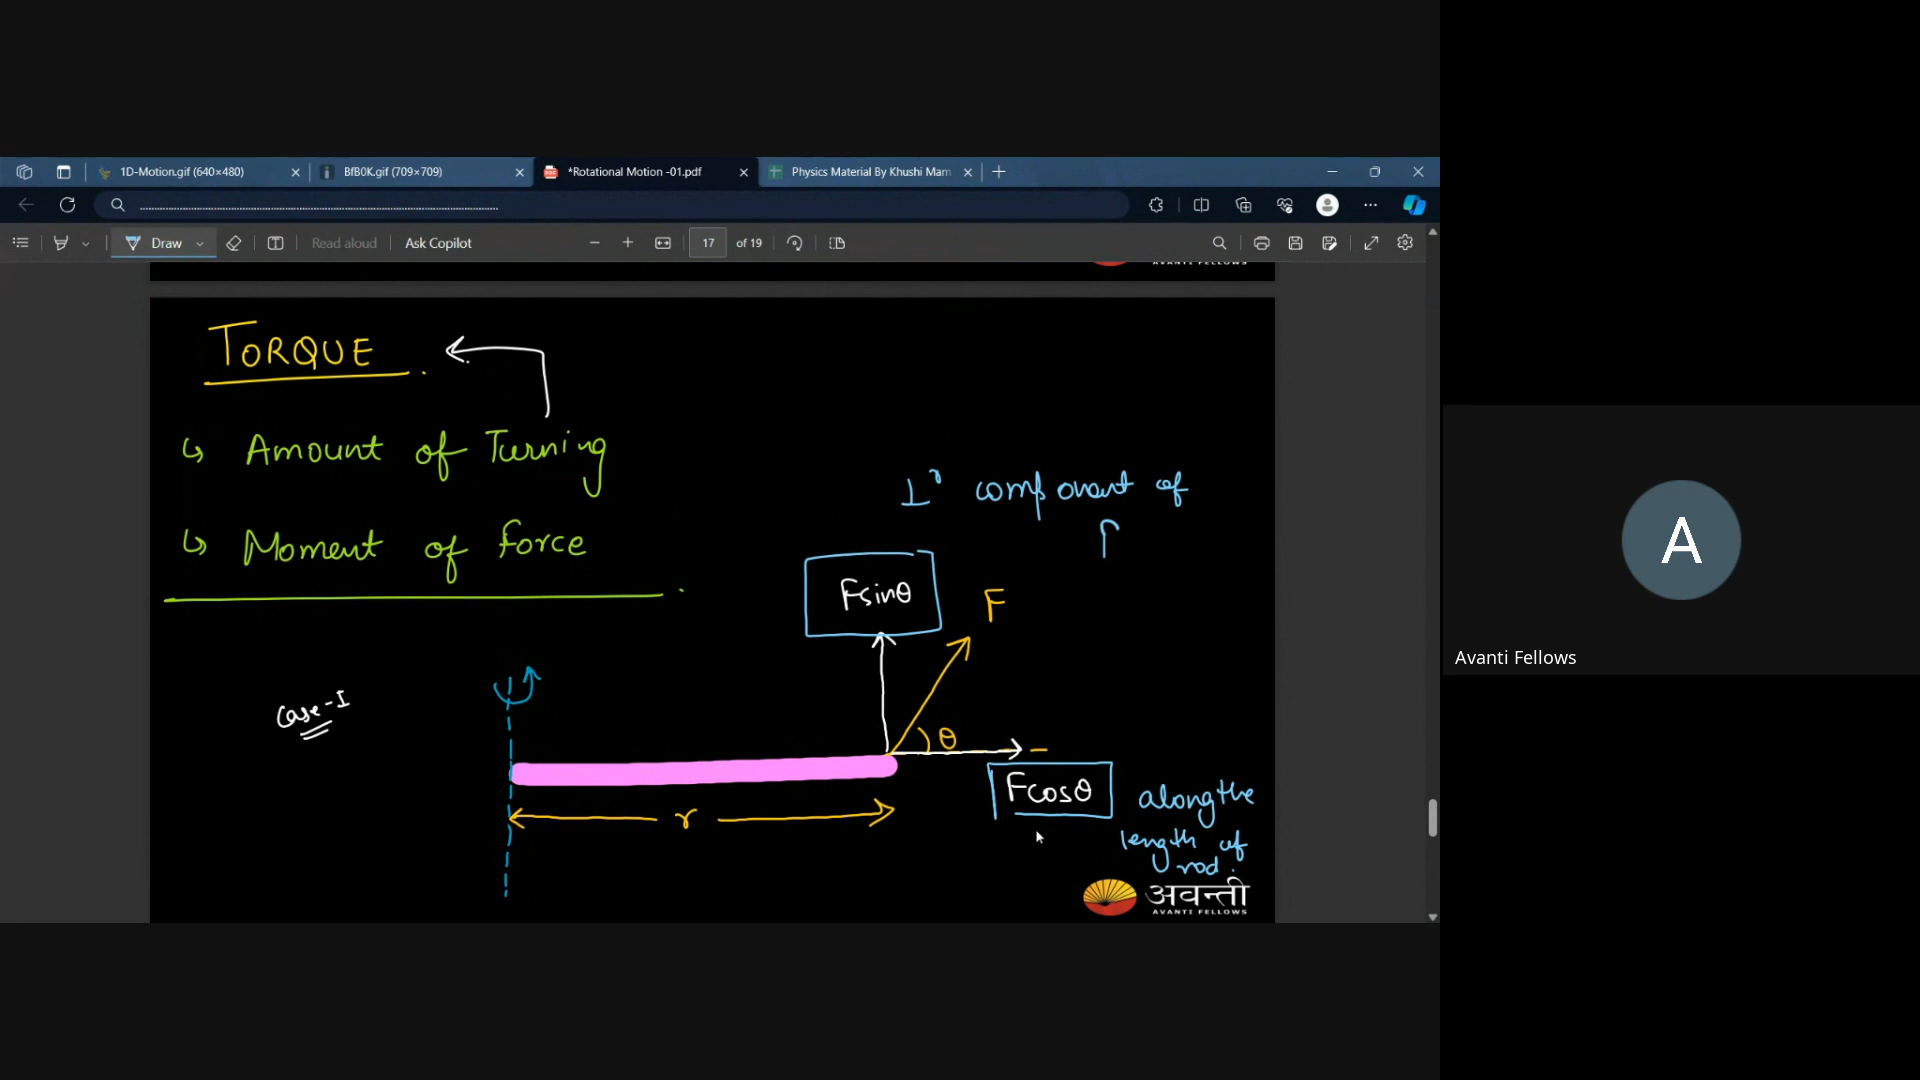 1D-Motion.gif (640×480)
BfB0K.gif (709×709)
*Rotational Motion -01.pdf
Physics Material By Khushi Mam
Draw
Read aloud
Ask Copilot
17
of 19
AVANTI FELLOWS
TORQUE
Amount of Turning
Moment of force
⊥r component of
Fsinθ
F
Case-I
θ
Fcosθ
along the
length of
rod.
r
अवन्ती
AVANTI FELLOWS
A
Avanti Fellows